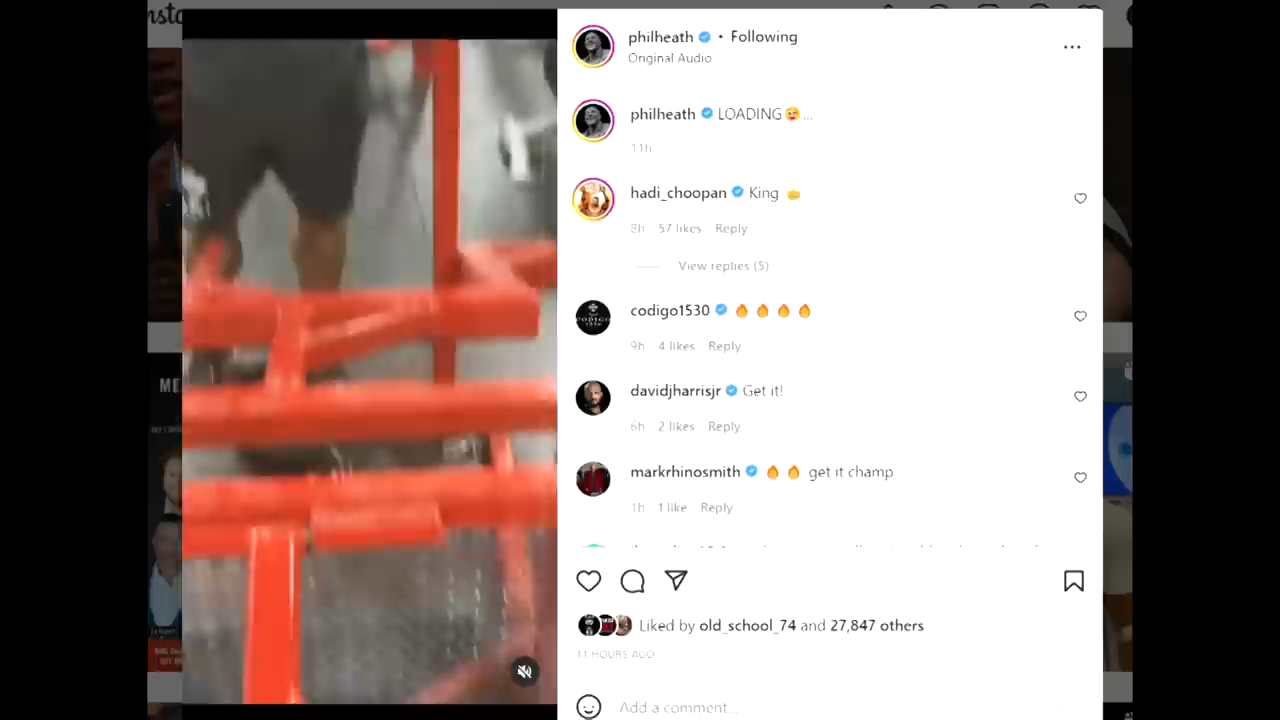 philheath • Following
Original Audio
philheath LOADING🥰...
11h
hadi_choopan King 👑
8h 57 likes Reply
View replies (5)
codigo1530 🔥🔥🔥🔥
9h 4 likes Reply
davidjharrisjr Get it!
6h 2 likes Reply
markrhinosmith 🔥🔥 get it champ
1h 1 like Reply
Liked by old_school_74 and 27,847 others
11 HOURS AGO
Add a comment...
ME